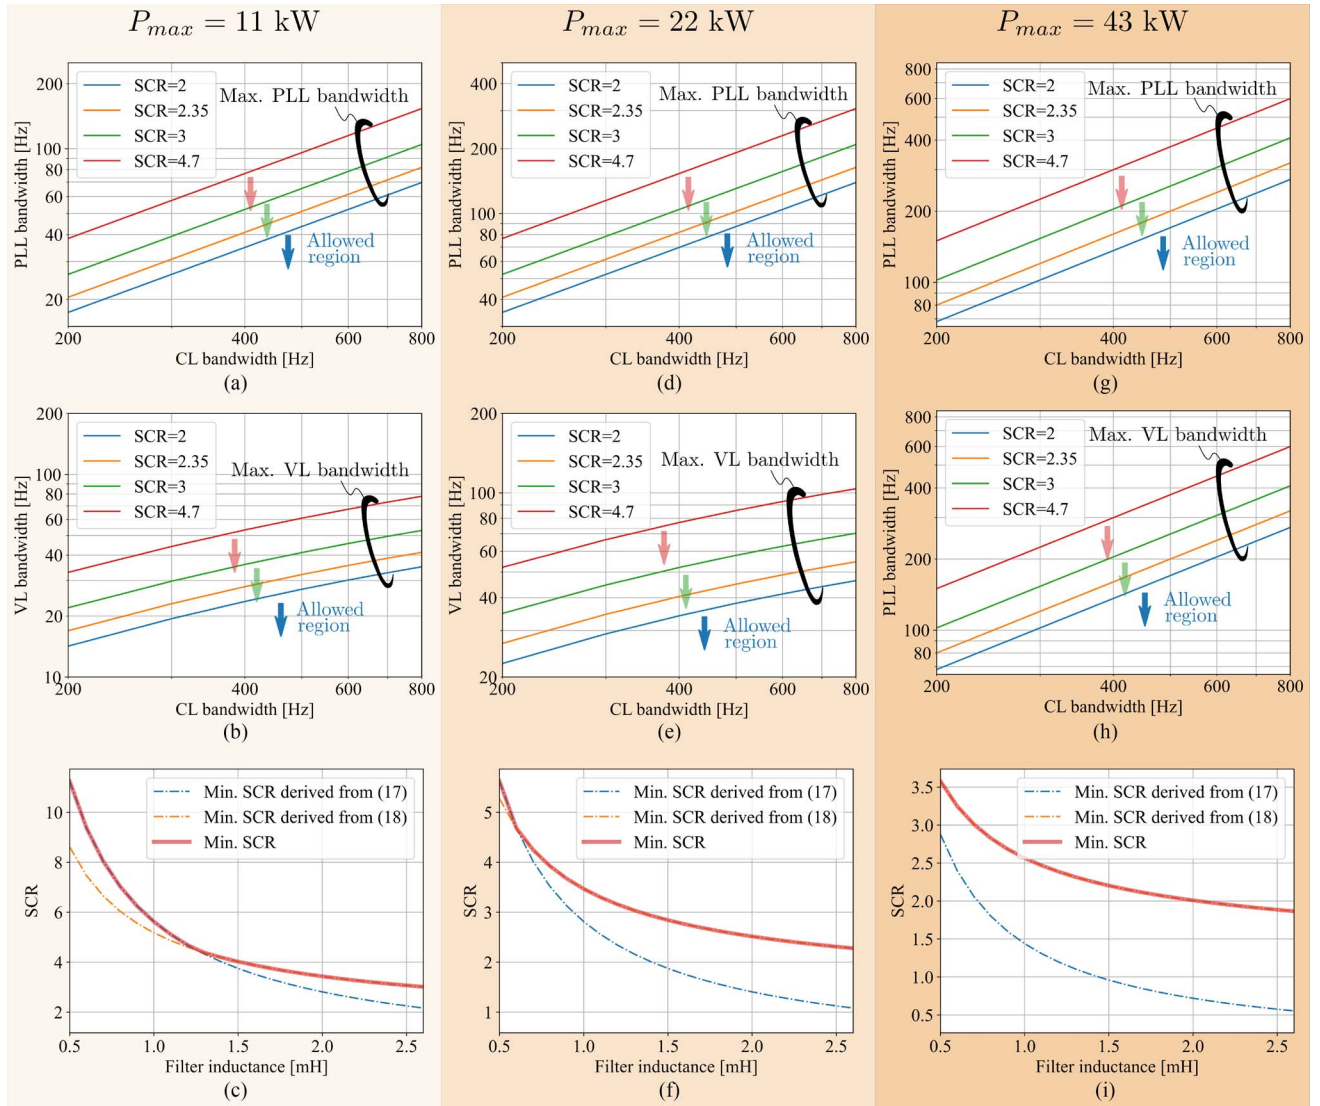 P_max = 11 kW
P_max = 22 kW
P_max = 43 kW
PLL bandwidth [Hz]
200
100
80
60
40
20
SCR=2
SCR=2.35
SCR=3
SCR=4.7
Max. PLL bandwidth
Allowed
region
200
400
600
800
CL bandwidth [Hz]
(a)
PLL bandwidth [Hz]
400
200
100
80
60
40
SCR=2
SCR=2.35
SCR=3
SCR=4.7
Max. PLL bandwidth
Allowed
region
200
400
600
800
CL bandwidth [Hz]
(d)
PLL bandwidth [Hz]
800
600
400
200
100
80
SCR=2
SCR=2.35
SCR=3
SCR=4.7
Max. PLL bandwidth
Allowed
region
200
400
600
800
CL bandwidth [Hz]
(g)
VL bandwidth [Hz]
200
100
80
60
40
20
10
SCR=2
SCR=2.35
SCR=3
SCR=4.7
Max. VL bandwidth
Allowed
region
200
400
600
800
CL bandwidth [Hz]
(b)
VL bandwidth [Hz]
200
100
80
60
40
20
SCR=2
SCR=2.35
SCR=3
SCR=4.7
Max. VL bandwidth
Allowed
region
200
400
600
800
CL bandwidth [Hz]
(e)
PLL bandwidth [Hz]
800
600
400
200
100
80
SCR=2
SCR=2.35
SCR=3
SCR=4.7
Max. VL bandwidth
Allowed
region
200
400
600
800
CL bandwidth [Hz]
(h)
SCR
10
8
6
4
2
Min. SCR derived from (17)
Min. SCR derived from (18)
Min. SCR
0.5
1.0
1.5
2.0
2.5
Filter inductance [mH]
(c)
SCR
5
4
3
2
1
Min. SCR derived from (17)
Min. SCR derived from (18)
Min. SCR
0.5
1.0
1.5
2.0
2.5
Filter inductance [mH]
(f)
SCR
3.5
3.0
2.5
2.0
1.5
1.0
0.5
Min. SCR derived from (17)
Min. SCR derived from (18)
Min. SCR
0.5
1.0
1.5
2.0
2.5
Filter inductance [mH]
(i)